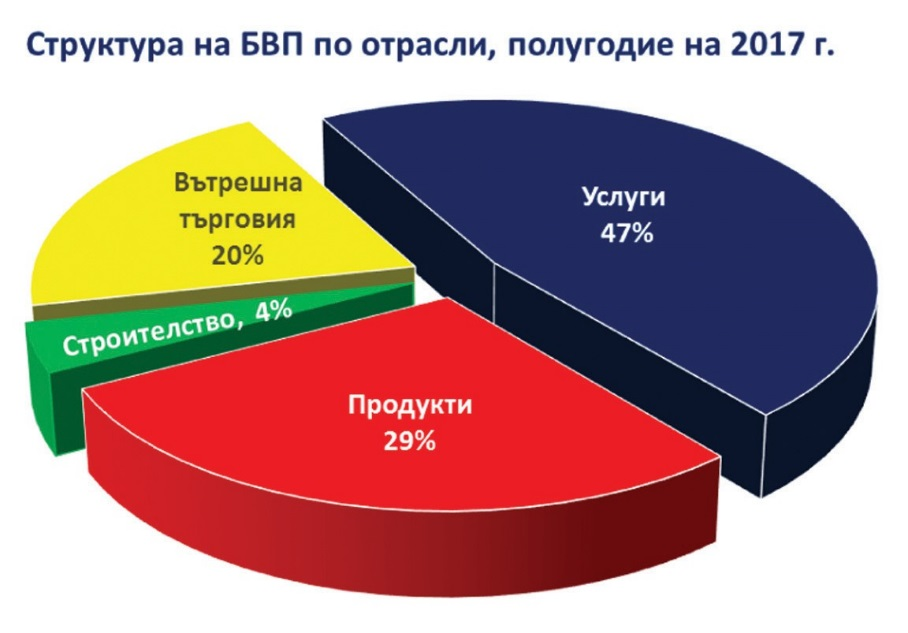 Структура на БВП по отрасли, полугодие на 2017 г.
Вътрешна
търговия
20%
Услуги
47%
Строителство, 4%
Продукти
29%